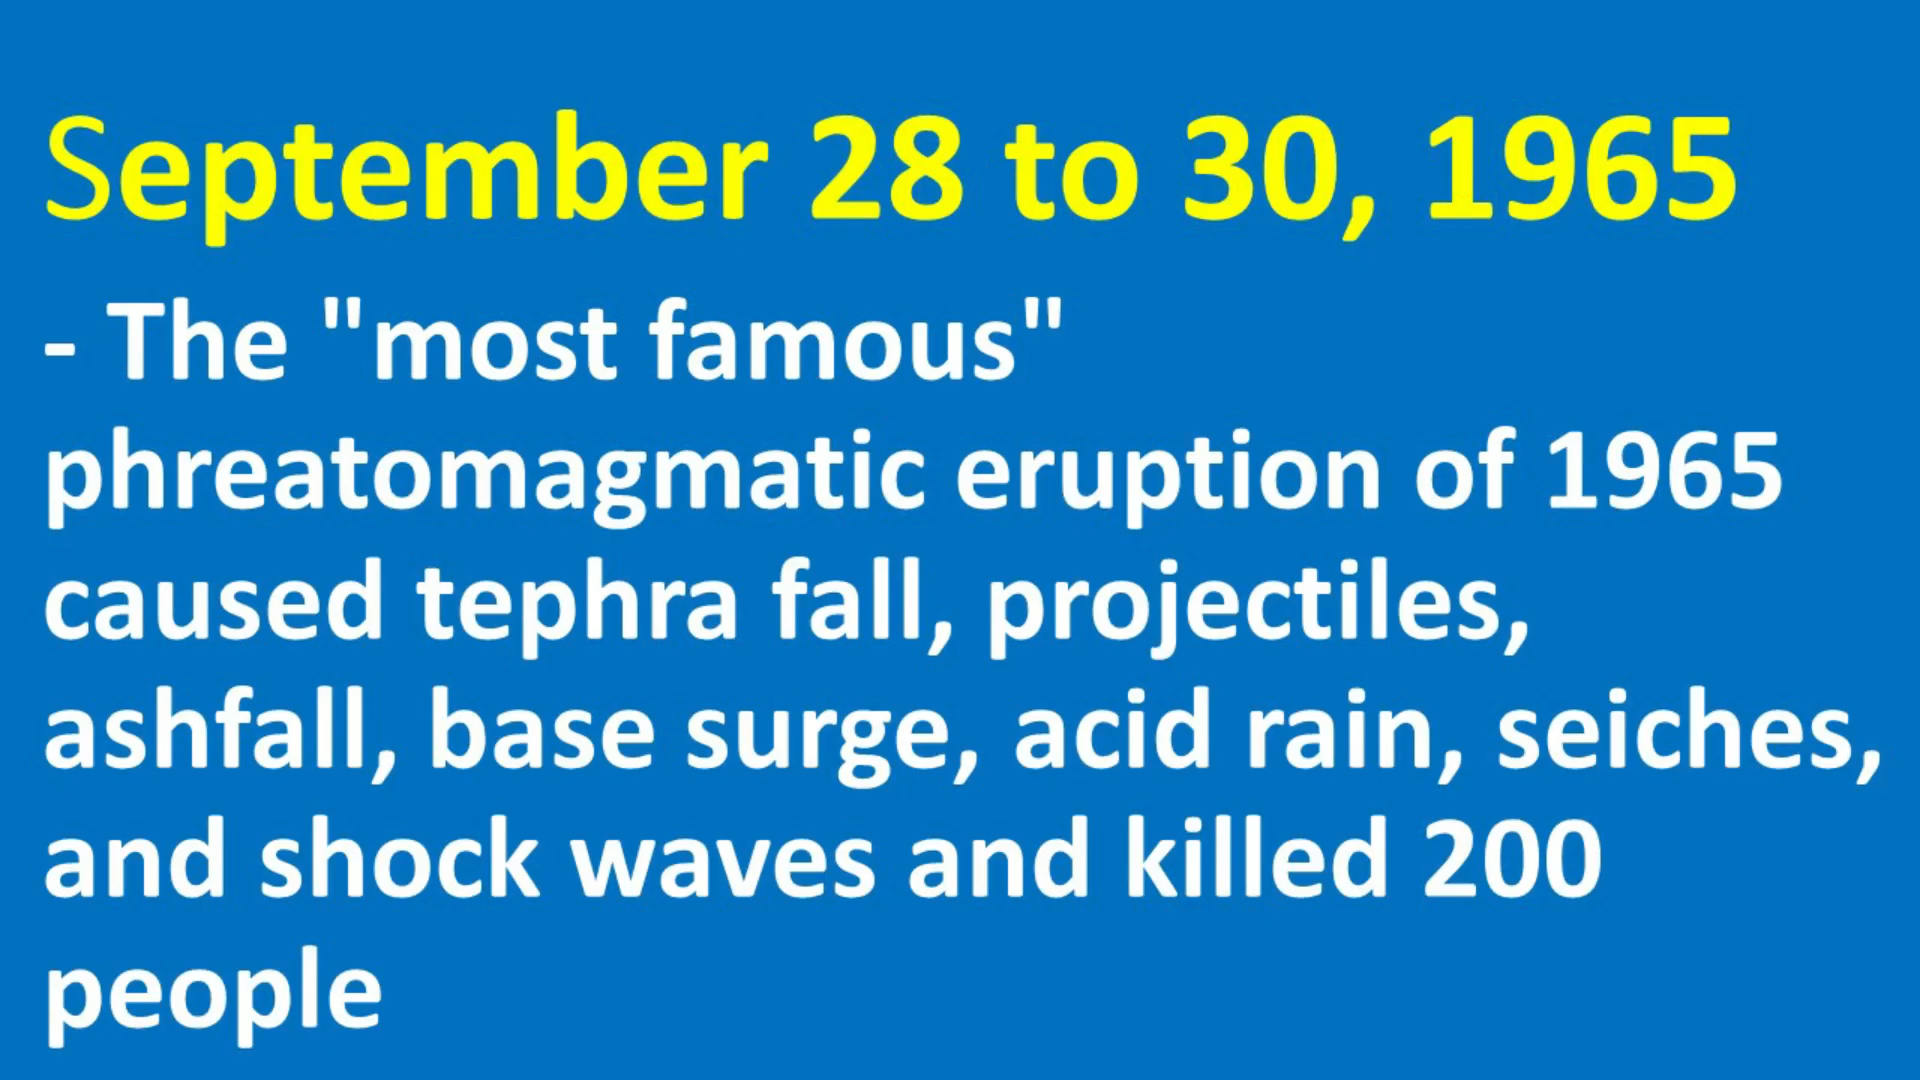 September 28 to 30, 1965
- The "most famous"
phreatomagmatic eruption of 1965
caused tephra fall, projectiles,
ashfall, base surge, acid rain, seiches,
and shock waves and killed 200
people